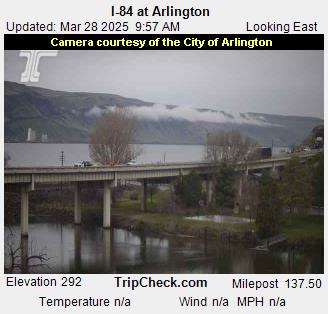 I-84 at Arlington
Updated: Mar 28 2025 9:57 AM Looking East
Camera courtesy of the City of Arlington
Elevation 292 TripCheck.com Milepost 137.50
Temperature n/a Wind n/a MPH n/a